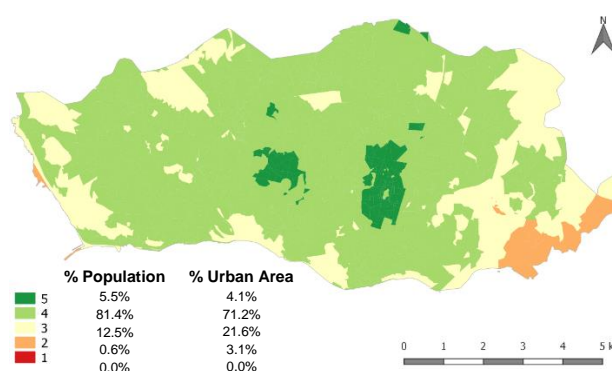 N
% Population % Urban Area
5 5.5% 4.1%
4 81.4% 71.2%
3 12.5% 21.6%
2 0.6% 3.1%
1 0.0% 0.0%
0 1 2 3 4 5 k